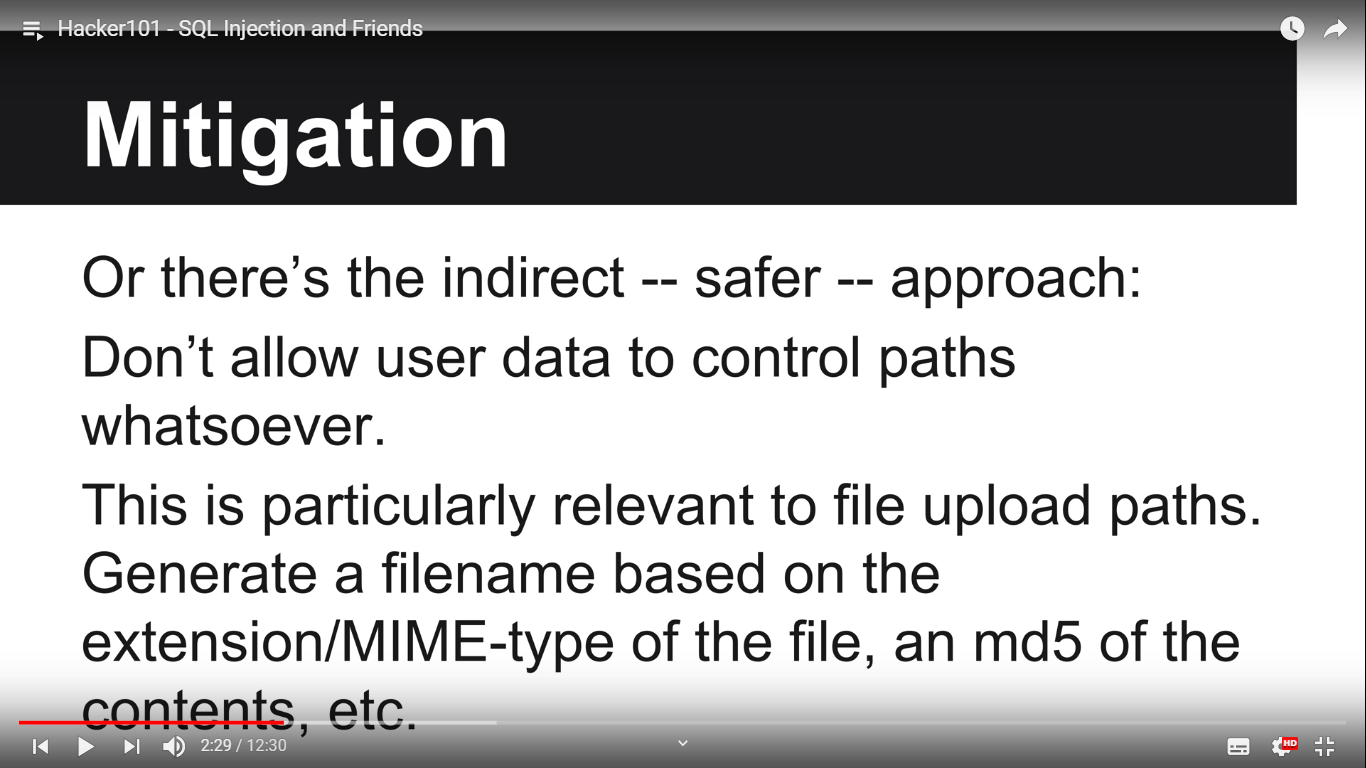 Hacker101 - SQL Injection and Friends
Mitigation
Or there’s the indirect -- safer -- approach:
Don’t allow user data to control paths
whatsoever.
This is particularly relevant to file upload paths.
Generate a filename based on the
extension/MIME-type of the file, an md5 of the
contents, etc.
2:29 / 12:30
HD